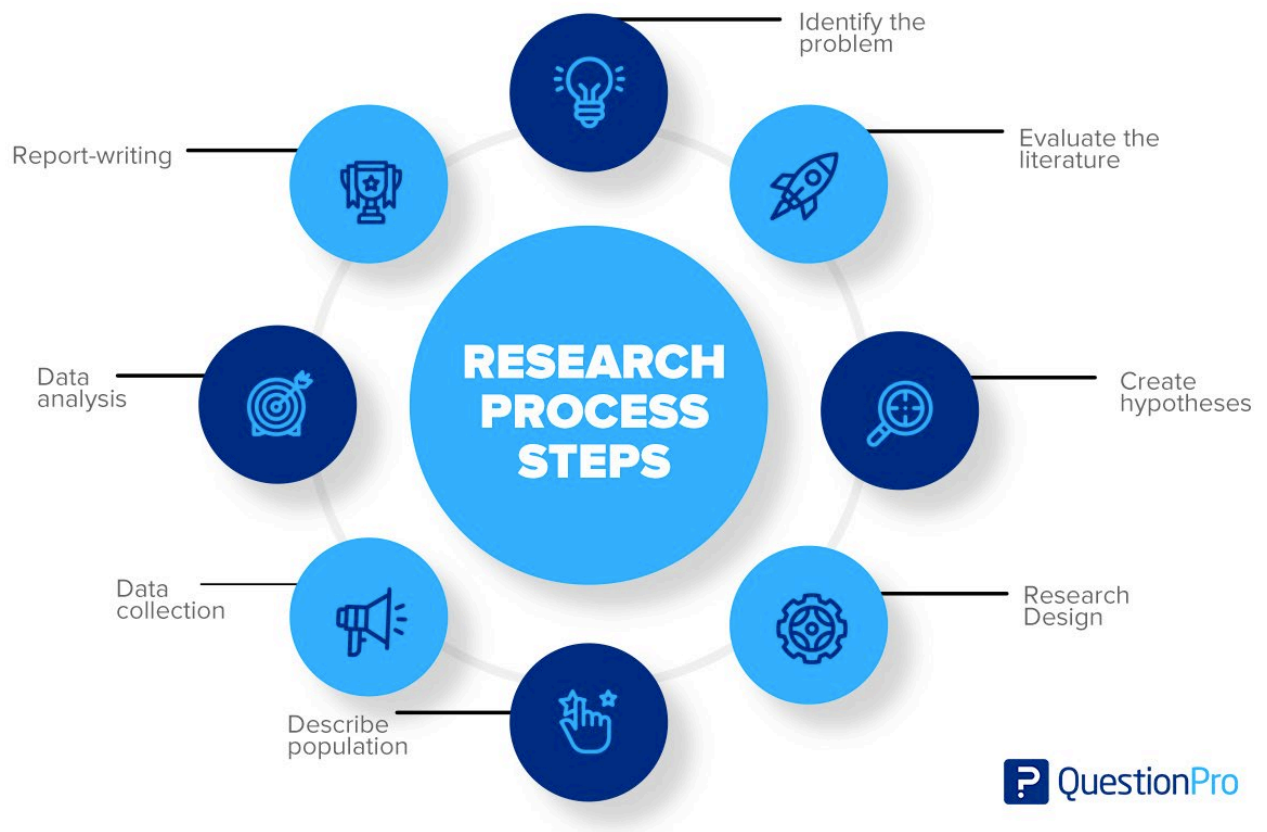 Identify the
problem
Evaluate the
literature
Create
hypotheses
Research
Design
Describe
population
Data
collection
Data
analysis
Report-writing
RESEARCH
PROCESS
STEPS
? QuestionPro